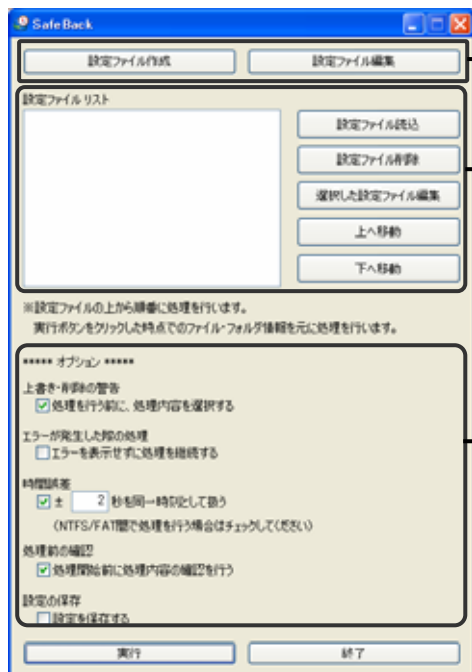 SafeBack
設定ファイル作成 設定ファイル編集
設定ファイルリスト
設定ファイル読込
設定ファイル削除
選択した設定ファイル編集
上へ移動
下へ移動
※設定ファイルの上から順番に処理を行います。
実行ボタンをクリックした時点でのファイル・フォルダ情報を元に処理を行います。
***** オプション *****
上書き・削除の警告
処理を行う前に、処理内容を選択する
エラーが発生した際の処理
エラーを表示せずに処理を継続する
時間誤差
± 2 秒を同一時刻として扱う
(NTFS/FAT間で処理を行う場合はチェックしてください)
処理前の確認
処理開始前に処理内容の確認を行う
設定の保存
設定を保存する
実行 終了